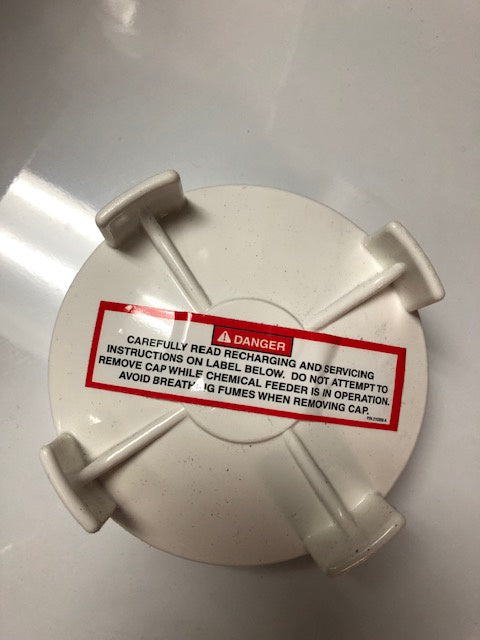 DANGER
CAREFULLY READ RECHARGING AND SERVICING
INSTRUCTIONS ON LABEL BELOW. DO NOT ATTEMPT TO
REMOVE CAP WHILE CHEMICAL FEEDER IS IN OPERATION.
AVOID BREATHING FUMES WHEN REMOVING CAP.